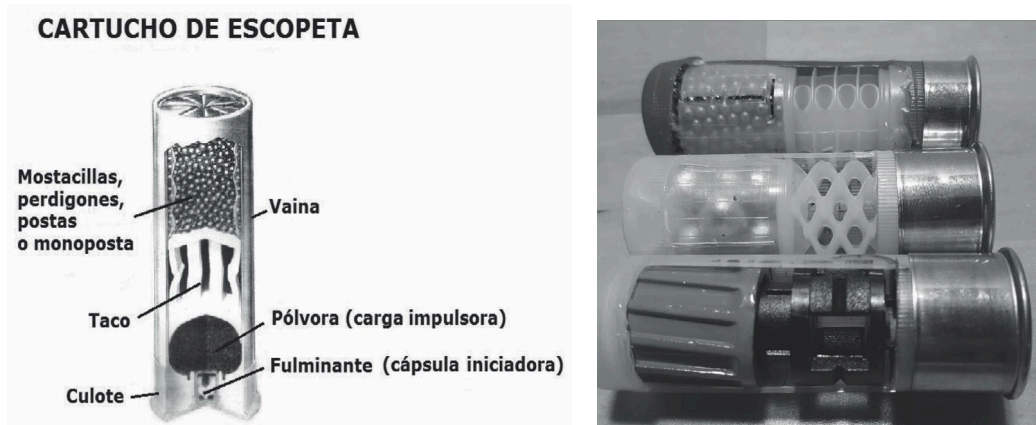 CARTUCHO DE ESCOPETA
Mostacillas,
perdigones,
postas
o monoposta
Vaina
Taco
Pólvora (carga impulsora)
Fulminante (cápsula iniciadora)
Culote